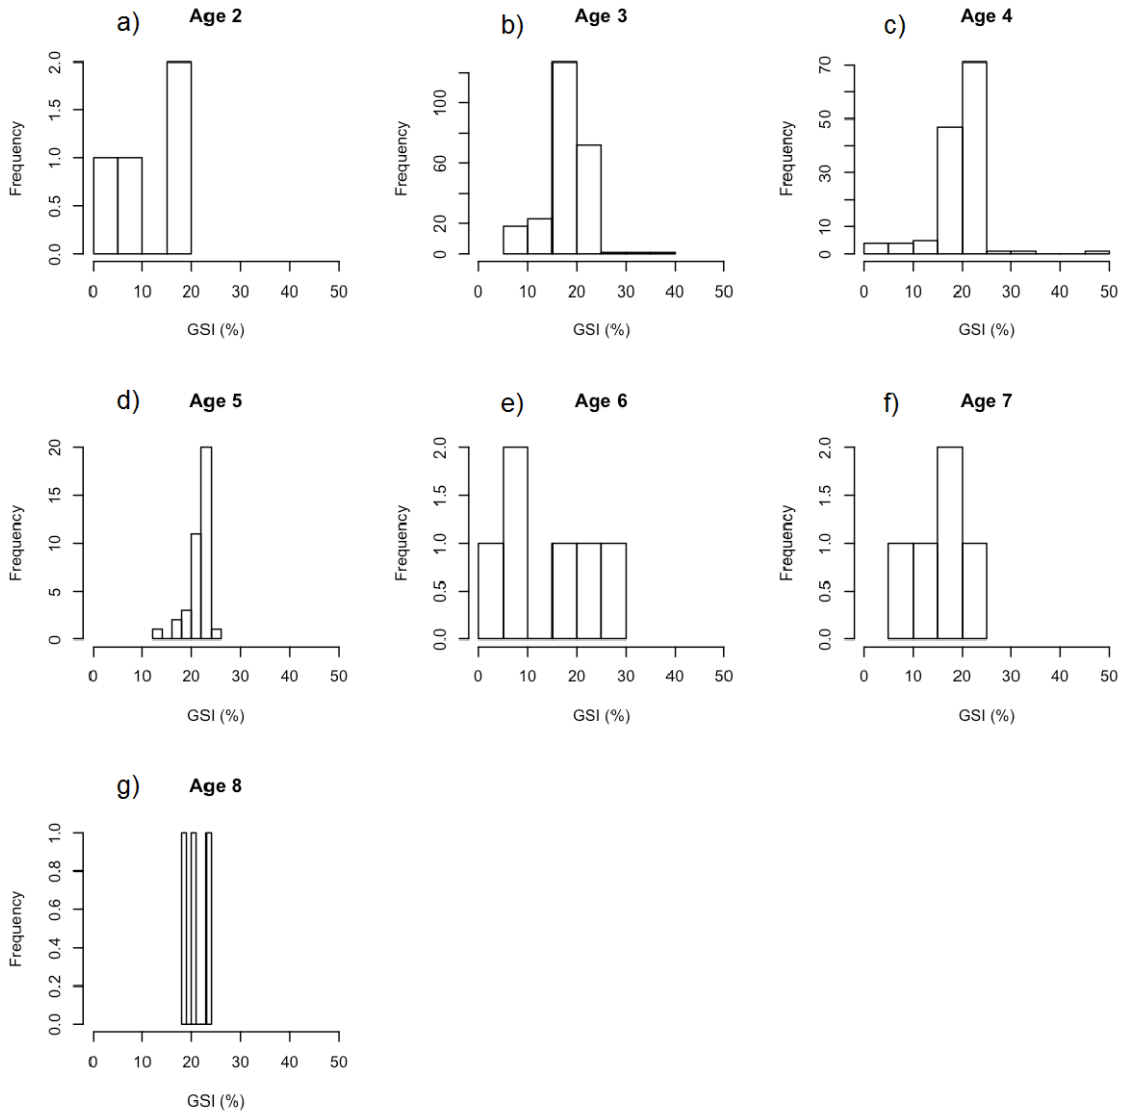 a) Age 2
Frequency
0.0 0.5 1.0 1.5 2.0
0 10 20 30 40 50
GSI (%)
b) Age 3
Frequency
0 20 60 100
0 10 20 30 40 50
GSI (%)
c) Age 4
Frequency
0 10 30 50 70
0 10 20 30 40 50
GSI (%)
d) Age 5
Frequency
0 5 10 15 20
0 10 20 30 40 50
GSI (%)
e) Age 6
Frequency
0.0 0.5 1.0 1.5 2.0
0 10 20 30 40 50
GSI (%)
f) Age 7
Frequency
0.0 0.5 1.0 1.5 2.0
0 10 20 30 40 50
GSI (%)
g) Age 8
Frequency
0.0 0.2 0.4 0.6 0.8 1.0
0 10 20 30 40 50
GSI (%)